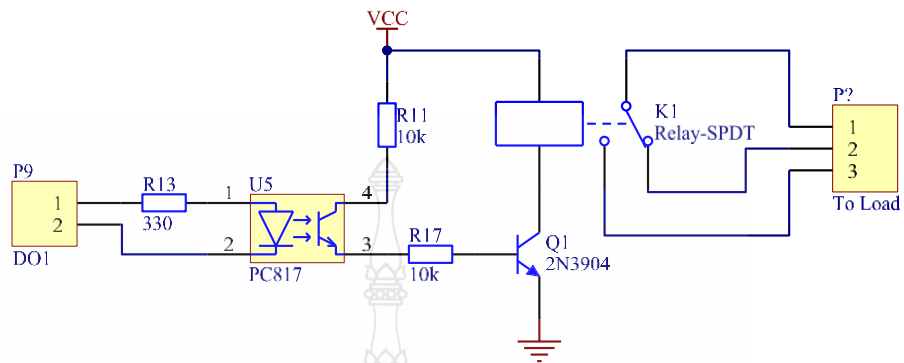 VCC
P?
K1
Relay-SPDT
R11
10k
1
2
3
To Load
P9
1
2
DO1
R13
330
1
2
U5
4
3
PC817
R17
10k
Q1
2N3904